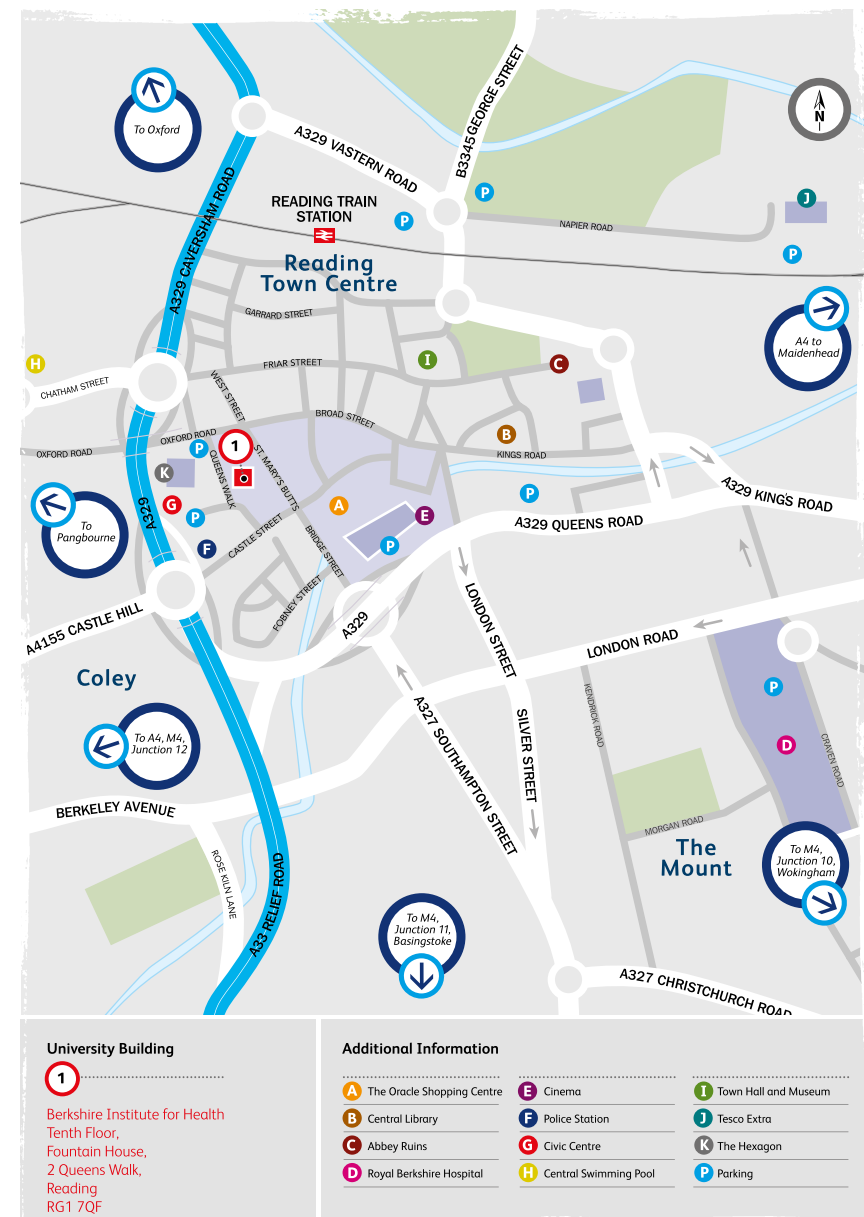 To Oxford
A329 VASTERN ROAD
B3345 GEORGE STREET
N
A329 CAVERSHAM ROAD
READING TRAIN
STATION
P
P
J
NAPIER ROAD
P
Reading
Town Centre
GARRARD STREET
A4 to
Maidenhead
H
I
C
FRIAR STREET
CHATHAM STREET
WEST STREET
BROAD STREET
OXFORD ROAD
OXFORD ROAD
1
P
B
KINGS ROAD
K
QUEENS WALK
ST. MARY'S BUTTS
A329 KING'S ROAD
P
G
P
A
E
A329
A329 QUEENS ROAD
To
Pangbourne
F
CASTLE STREET
BRIDGE STREET
P
FOBNEY STREET
A329
LONDON STREET
A4155 CASTLE HILL
LONDON ROAD
Coley
P
KENDRICK ROAD
To A4, M4,
Junction 12
A327 SOUTHAMPTON STREET
SILVER STREET
D
CRAVEN ROAD
BERKELEY AVENUE
MORGAN ROAD
The
Mount
To M4,
Junction 10,
Wokingham
ROSE KILN LANE
A33 RELIEF ROAD
To M4,
Junction 11,
Basingstoke
A327 CHRISTCHURCH ROAD
University Building
1
Berkshire Institute for Health
Tenth Floor,
Fountain House,
2 Queens Walk,
Reading
RG1 7QF
Additional Information
A The Oracle Shopping Centre
B Central Library
C Abbey Ruins
D Royal Berkshire Hospital
E Cinema
F Police Station
G Civic Centre
H Central Swimming Pool
I Town Hall and Museum
J Tesco Extra
K The Hexagon
P Parking